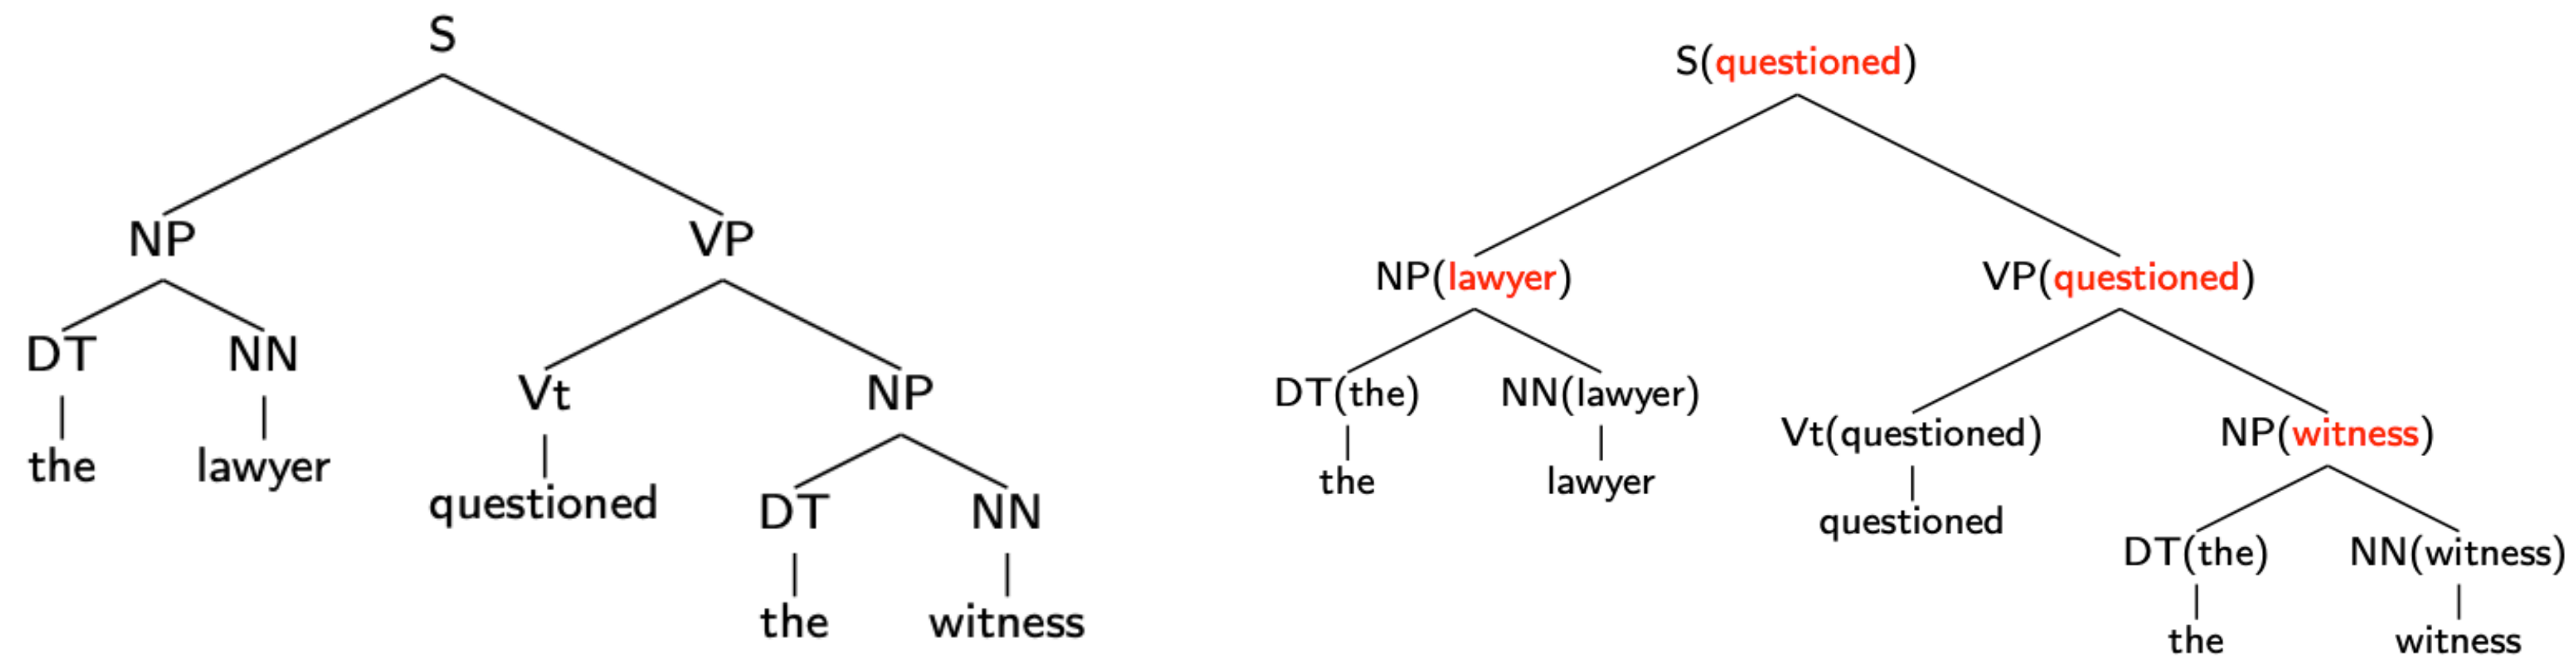 S
NP VP
DT NN
the lawyer
Vt NP
questioned
DT NN
the witness
S(questioned)
NP(lawyer) VP(questioned)
DT(the) NN(lawyer)
the lawyer
Vt(questioned) NP(witness)
questioned
DT(the) NN(witness)
the witness